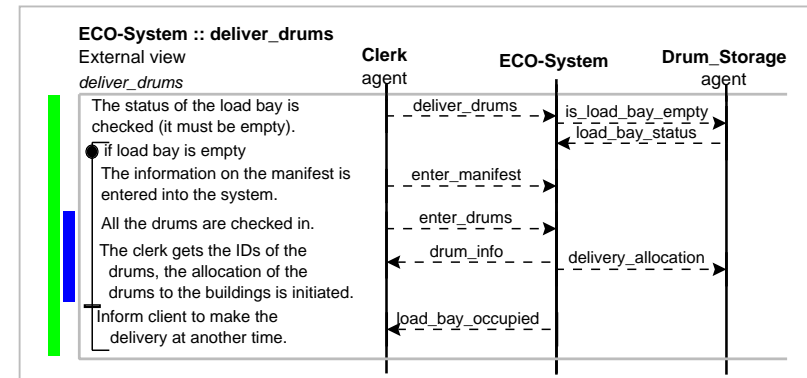 ECO-System :: deliver_drums
External view
deliver_drums
Clerk
agent
ECO-System
Drum_Storage
agent
The status of the load bay is
checked (it must be empty).
deliver_drums
is_load_bay_empty
load_bay_status
if load bay is empty
The information on the manifest is
entered into the system.
enter_manifest
All the drums are checked in.
enter_drums
The clerk gets the IDs of the
drums, the allocation of the
drums to the buildings is initiated.
drum_info
delivery_allocation
Inform client to make the
delivery at another time.
load_bay_occupied